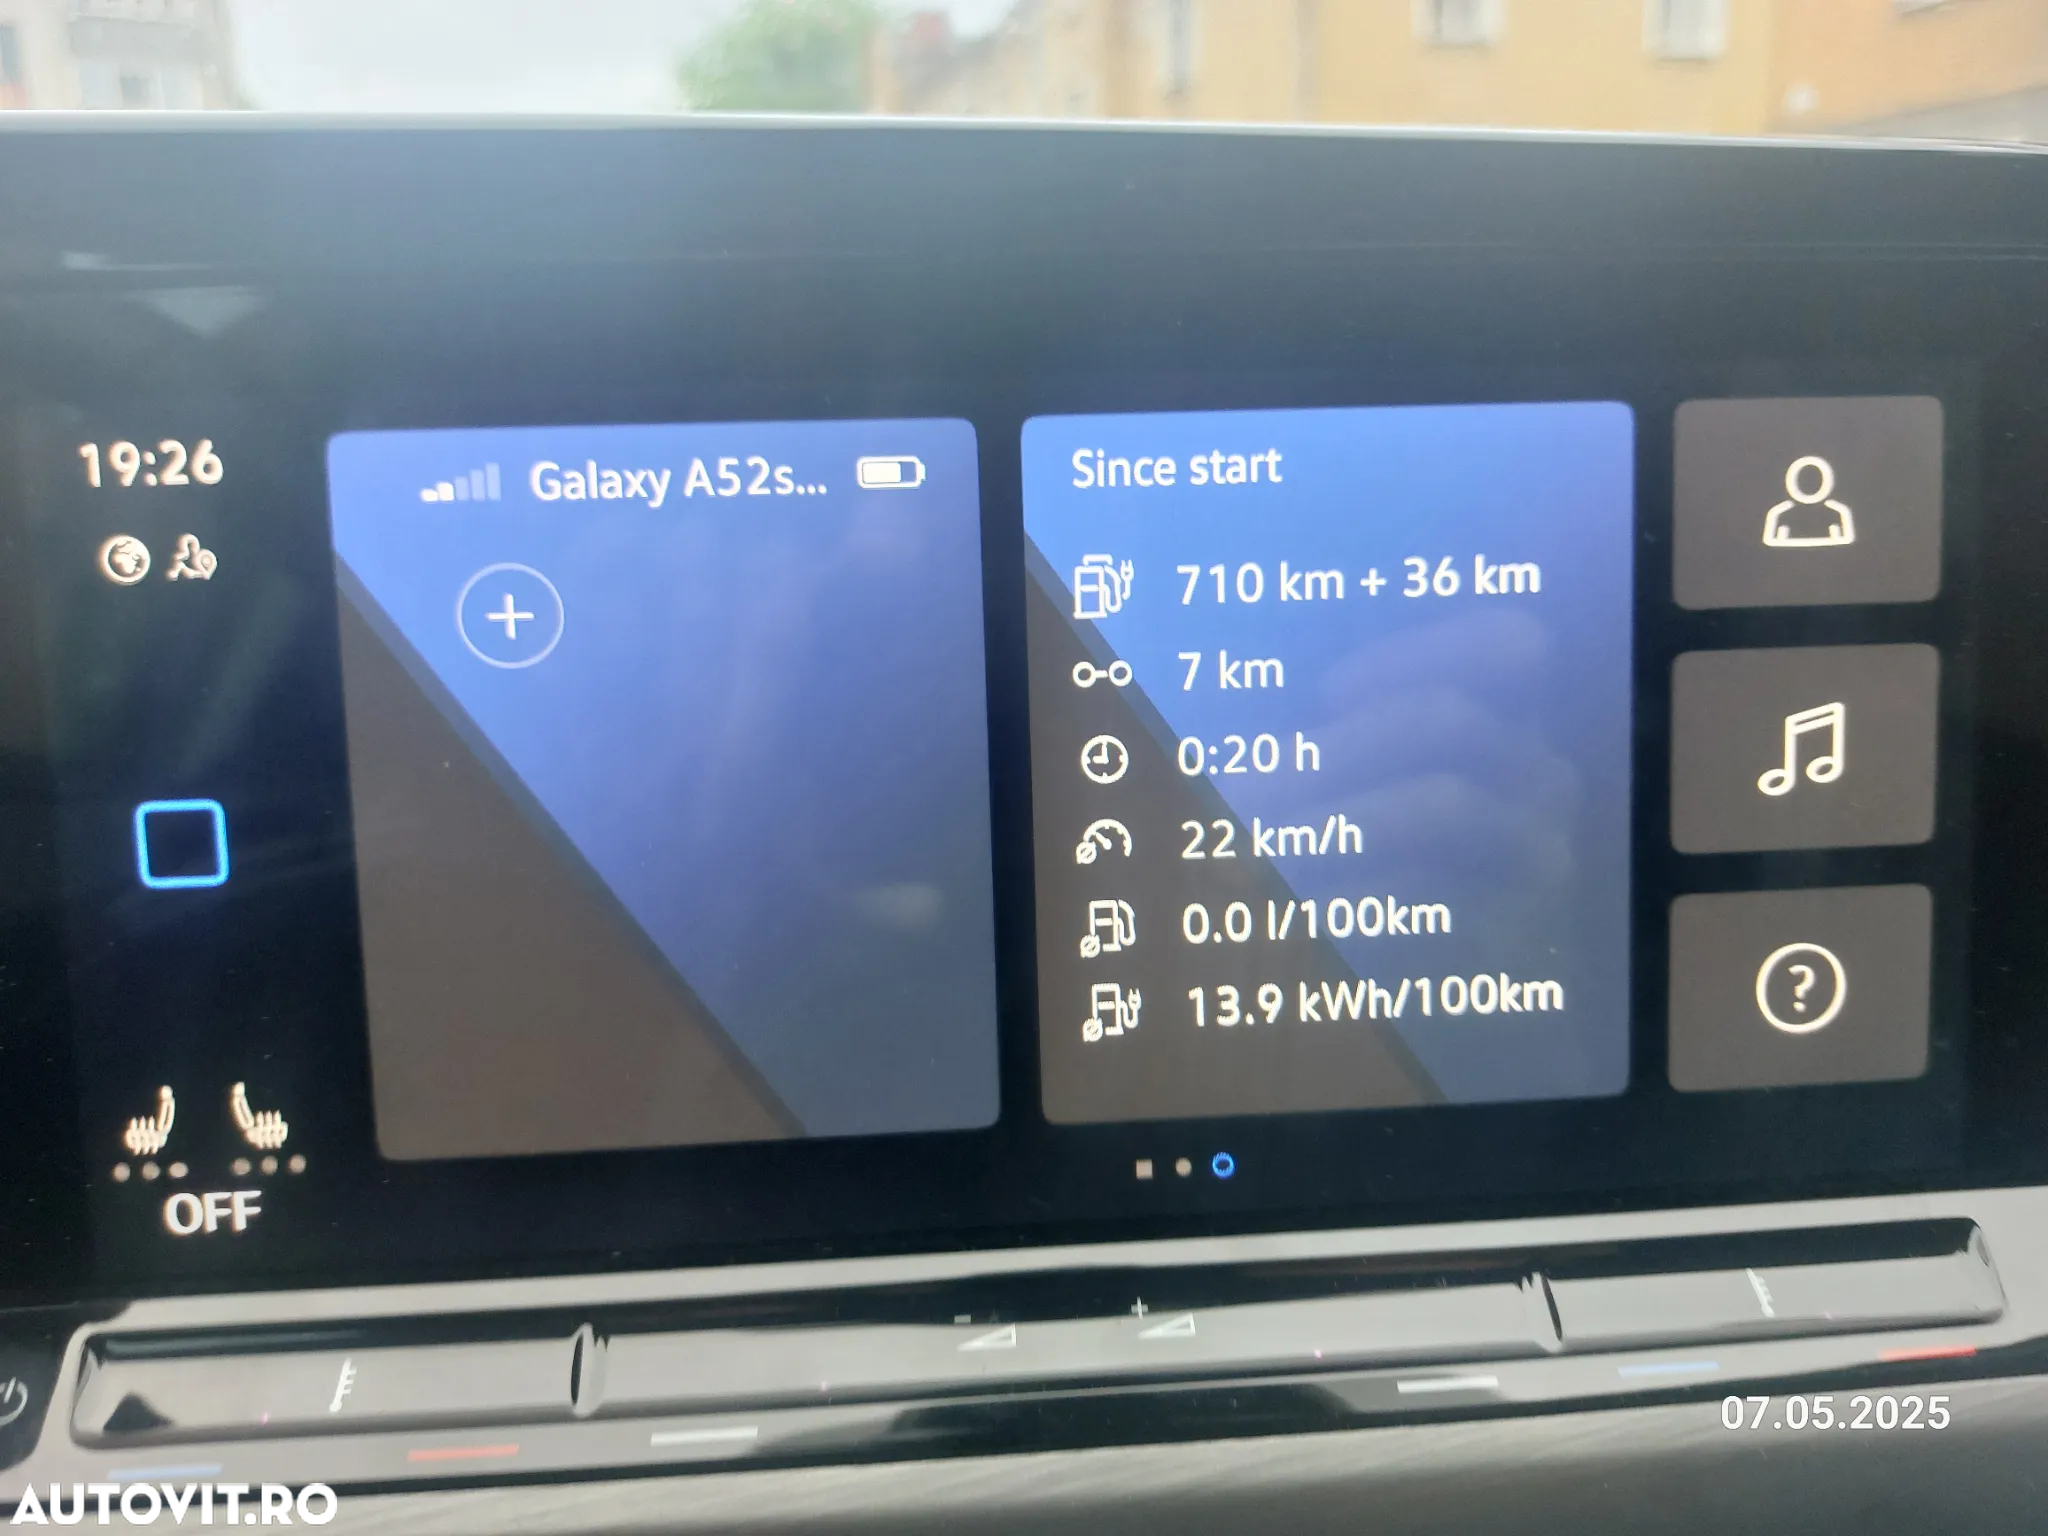 19:26
Galaxy A52s...
Since start
710 km + 36 km
7 km
0:20 h
22 km/h
0.0 l/100km
13.9 kWh/100km
OFF
07.05.2025
AUTOVIT.RO